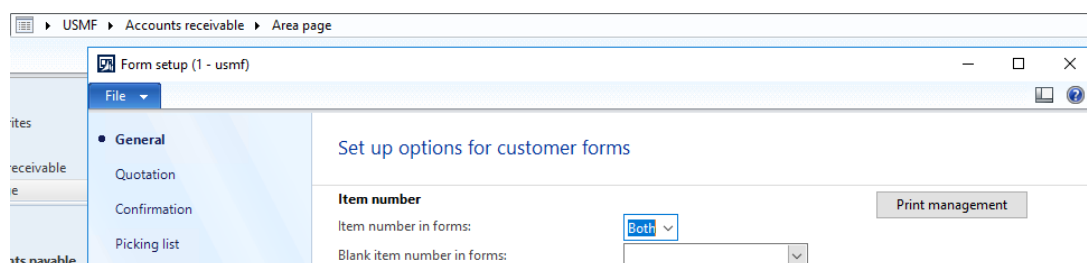 USMF Accounts receivable Area page
Form setup (1 - usmf)
File
rites
General
Set up options for customer forms
receivable
Quotation
e
Item number
Print management
Confirmation
Item number in forms:
Both
Picking list
Blank item number in forms:
nts payable